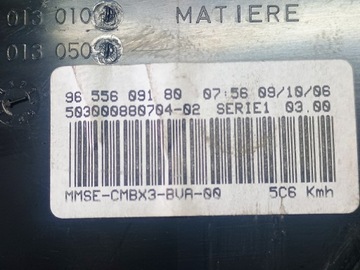 013 010 MATIERE
013 050
96 556 091 80 07:56 09/10/06
503000880704-02 SERIE1 03.00
MMSE-CMBX3-BVA-00 5C6 Kmh